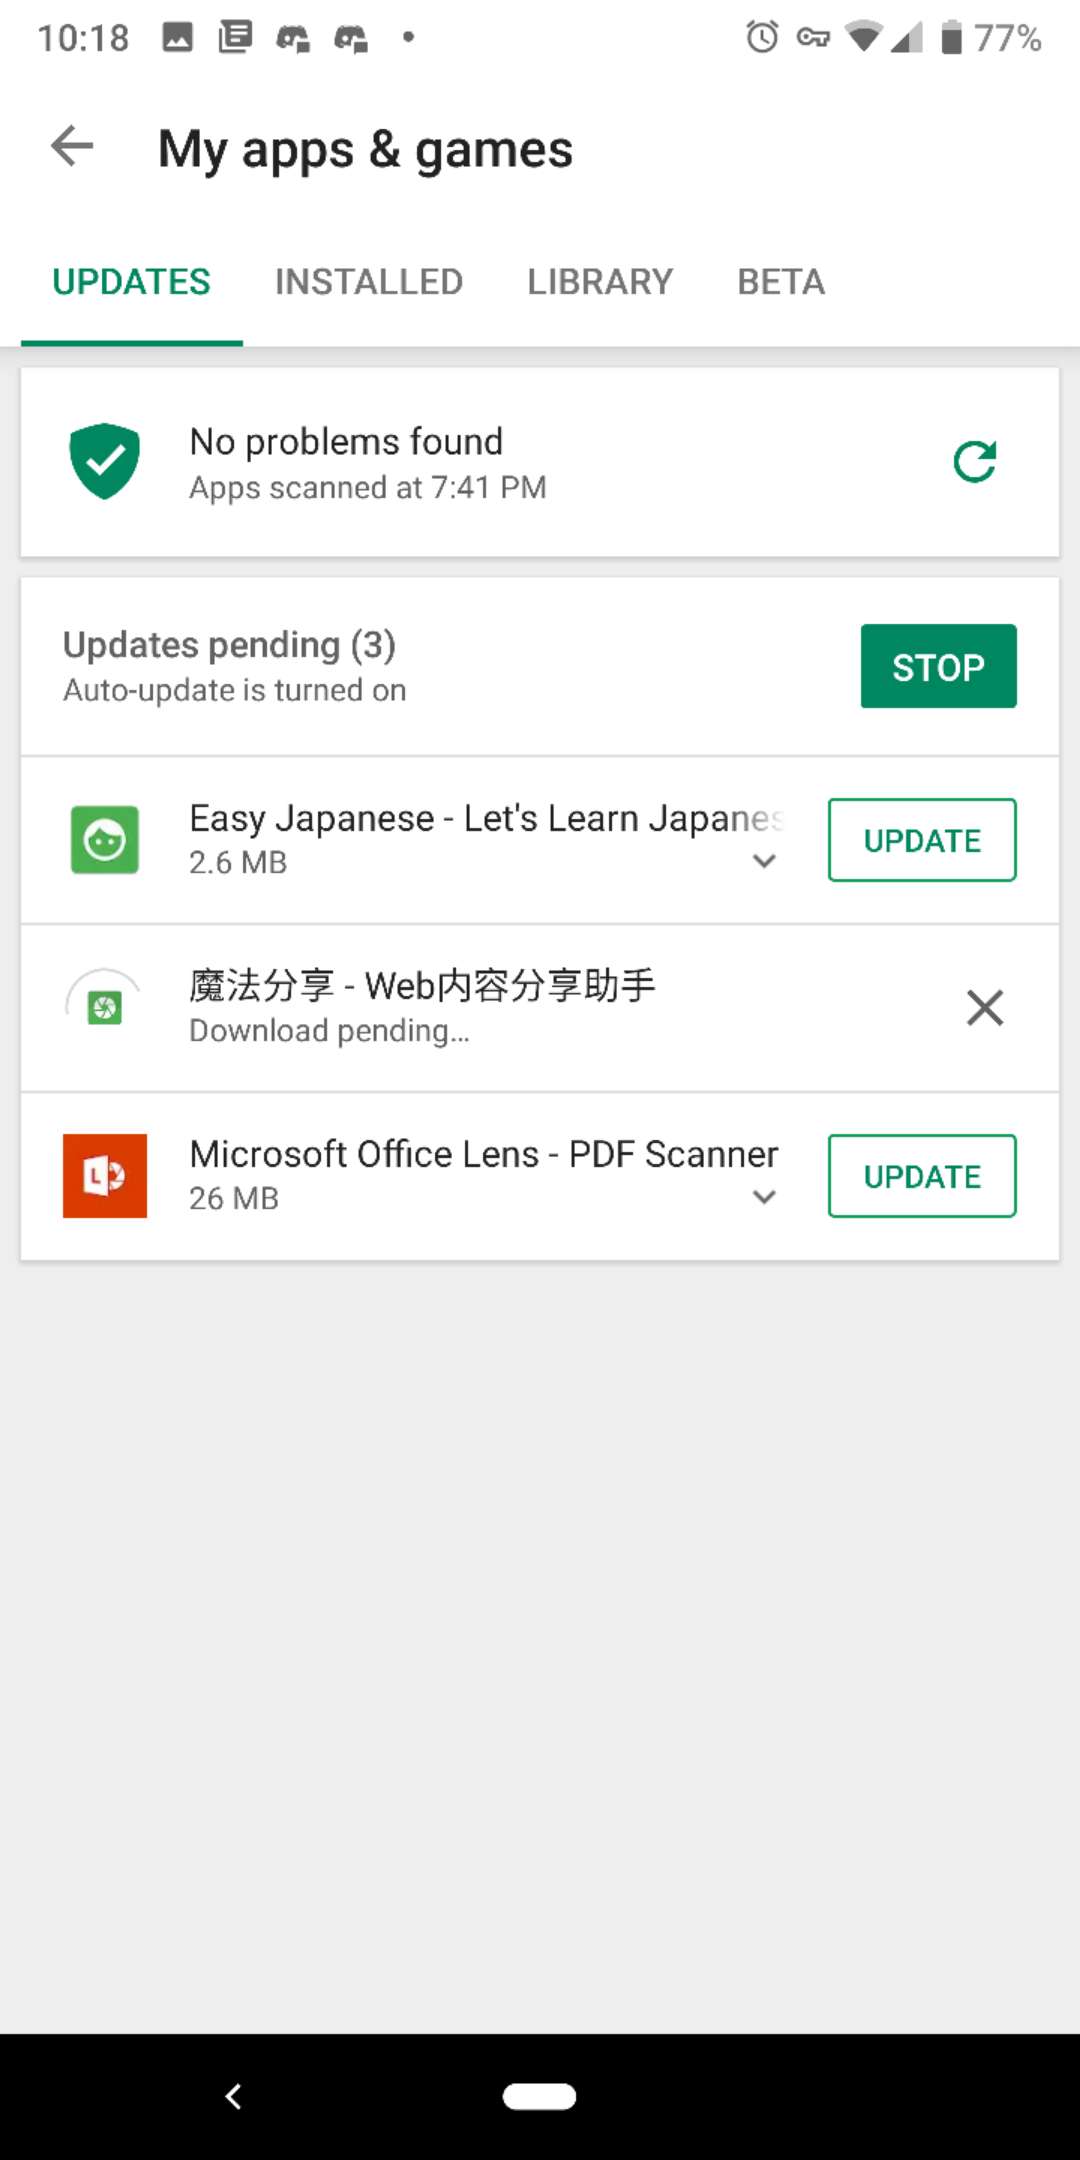 10:18 77%
My apps & games
UPDATES INSTALLED LIBRARY BETA
No problems found
Apps scanned at 7:41 PM
Updates pending (3)
Auto-update is turned on
STOP
Easy Japanese - Let's Learn Japanes
2.6 MB
UPDATE
魔法分享 - Web内容分享助手
Download pending...
Microsoft Office Lens - PDF Scanner
26 MB
UPDATE